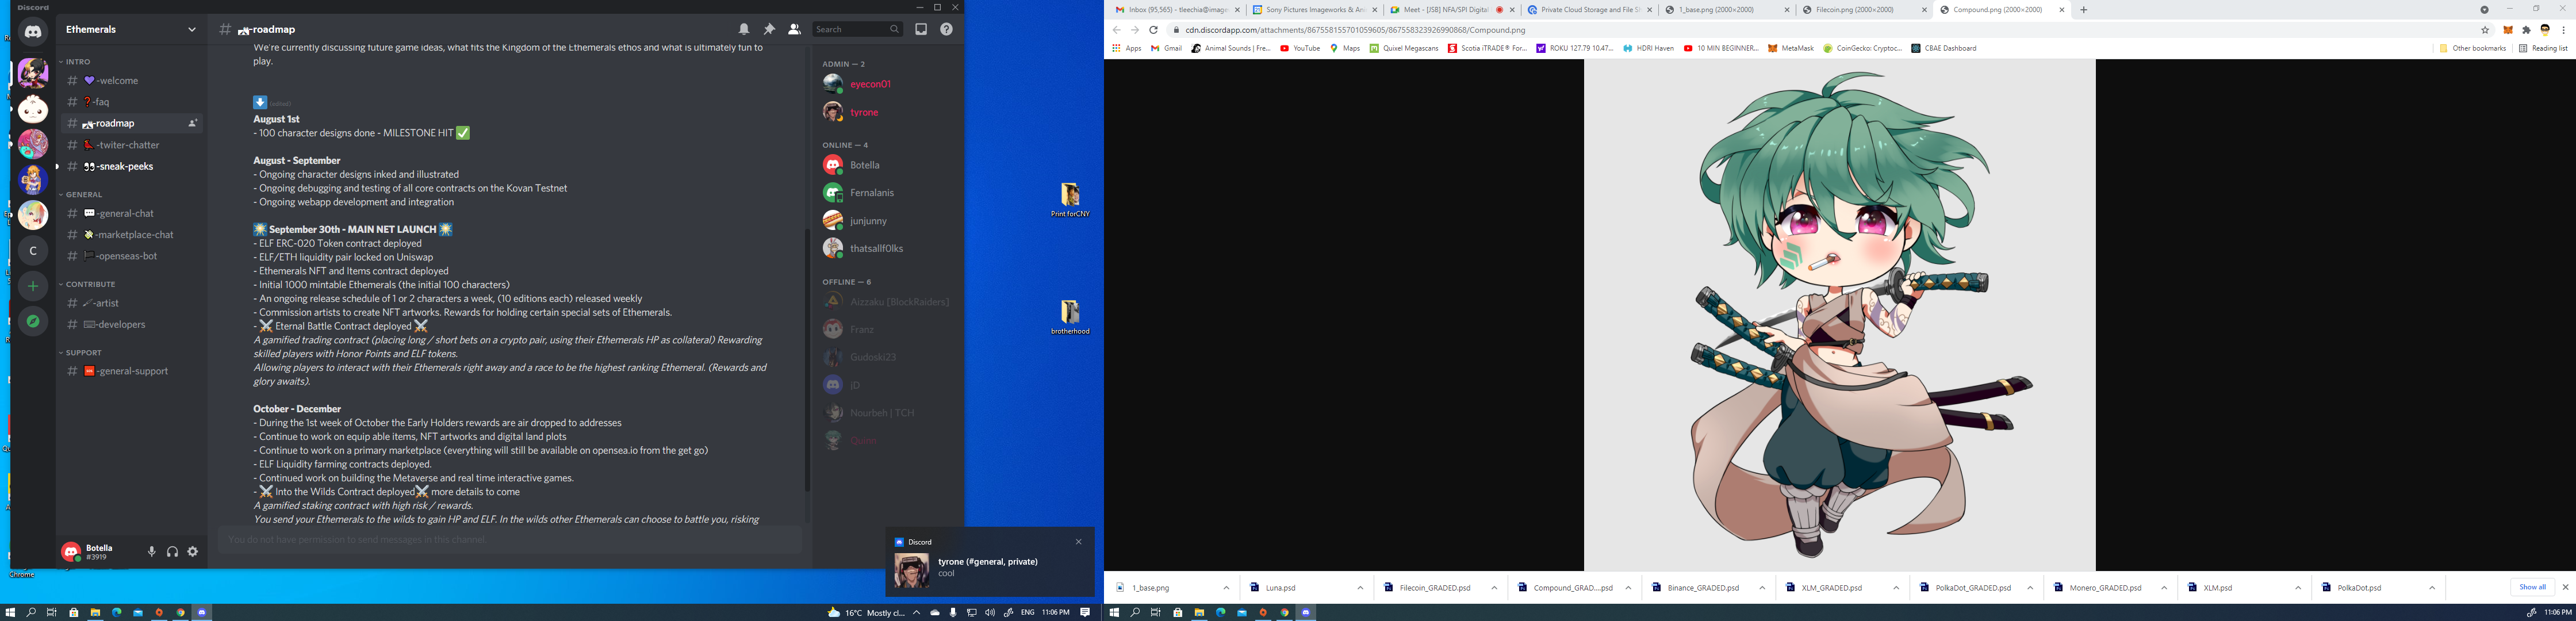 Discord
Ethemerals
INTRO
-welcome
-faq
-roadmap
-twiter-chatter
-sneak-peeks
GENERAL
-general-chat
-marketplace-chat
-openseas-bot
CONTRIBUTE
-artist
-developers
SUPPORT
-general-support
C
Botella
#3919
Chrome
# -roadmap
Search
We're currently discussing future game ideas, what fits the Kingdom of the Ethemerals ethos and what is ultimately fun to
play.
(edited)
August 1st
- 100 character designs done - MILESTONE HIT
August - September
- Ongoing character designs inked and illustrated
- Ongoing debugging and testing of all core contracts on the Kovan Testnet
- Ongoing webapp development and integration
September 30th - MAIN NET LAUNCH
- ELF ERC-020 Token contract deployed
- ELF/ETH liquidity pair locked on Uniswap
- Ethemerals NFT and Items contract deployed
- Initial 1000 mintable Ethemerals (the initial 100 characters)
- An ongoing release schedule of 1 or 2 characters a week, (10 editions each) released weekly
- Commission artists to create NFT artworks. Rewards for holding certain special sets of Ethemerals.
- Eternal Battle Contract deployed
A gamified trading contract (placing long / short bets on a crypto pair, using their Ethemerals HP as collateral) Rewarding
skilled players with Honor Points and ELF tokens.
Allowing players to interact with their Ethemerals right away and a race to be the highest ranking Ethemeral. (Rewards and
glory awaits).
October - December
- During the 1st week of October the Early Holders rewards are air dropped to addresses
- Continue to work on equip able items, NFT artworks and digital land plots
- Continue to work on a primary marketplace (everything will still be available on opensea.io from the get go)
- ELF Liquidity farming contracts deployed.
- Continued work on building the Metaverse and real time interactive games.
- Into the Wilds Contract deployed more details to come
A gamified staking contract with high risk / rewards.
You send your Ethemerals to the wilds to gain HP and ELF. In the wilds other Ethemerals can choose to battle you, risking
You do not have permission to send messages in this channel.
ADMIN — 2
eyecon01
tyrone
ONLINE — 4
Botella
Fernalanis
junjunny
thatsallf0lks
OFFLINE — 6
Aizzaku [BlockRaiders]
Franz
Gudoski23
jD
Nourbeh | TCH
Quinn
Print forCNY
brotherhood
Discord
tyrone (#general, private)
cool
16°C Mostly cl... ENG 11:06 PM
Inbox (95,565) - tleechia@image
Sony Pictures Imageworks & An
Meet - [JSB] NFA/SPI Digital
Private Cloud Storage and File S
1_base.png (2000×2000)
Filecoin.png (2000×2000)
Compound.png (2000×2000)
cdn.discordapp.com/attachments/867558155701059605/867558323926990868/Compound.png
Apps
Gmail
Animal Sounds | Fre...
YouTube
Maps
Quixel Megascans
Scotia iTRADE® For...
ROKU 127.79 10.47...
HDRI Haven
10 MIN BEGINNER...
MetaMask
CoinGecko: Cryptoc...
CBAE Dashboard
Other bookmarks
Reading list
1_base.png
Luna.psd
Filecoin_GRADED.psd
Compound_GRAD....psd
Binance_GRADED.psd
XLM_GRADED.psd
PolkaDot_GRADED.psd
Monero_GRADED.psd
XLM.psd
PolkaDot.psd
Show all
11:06 PM